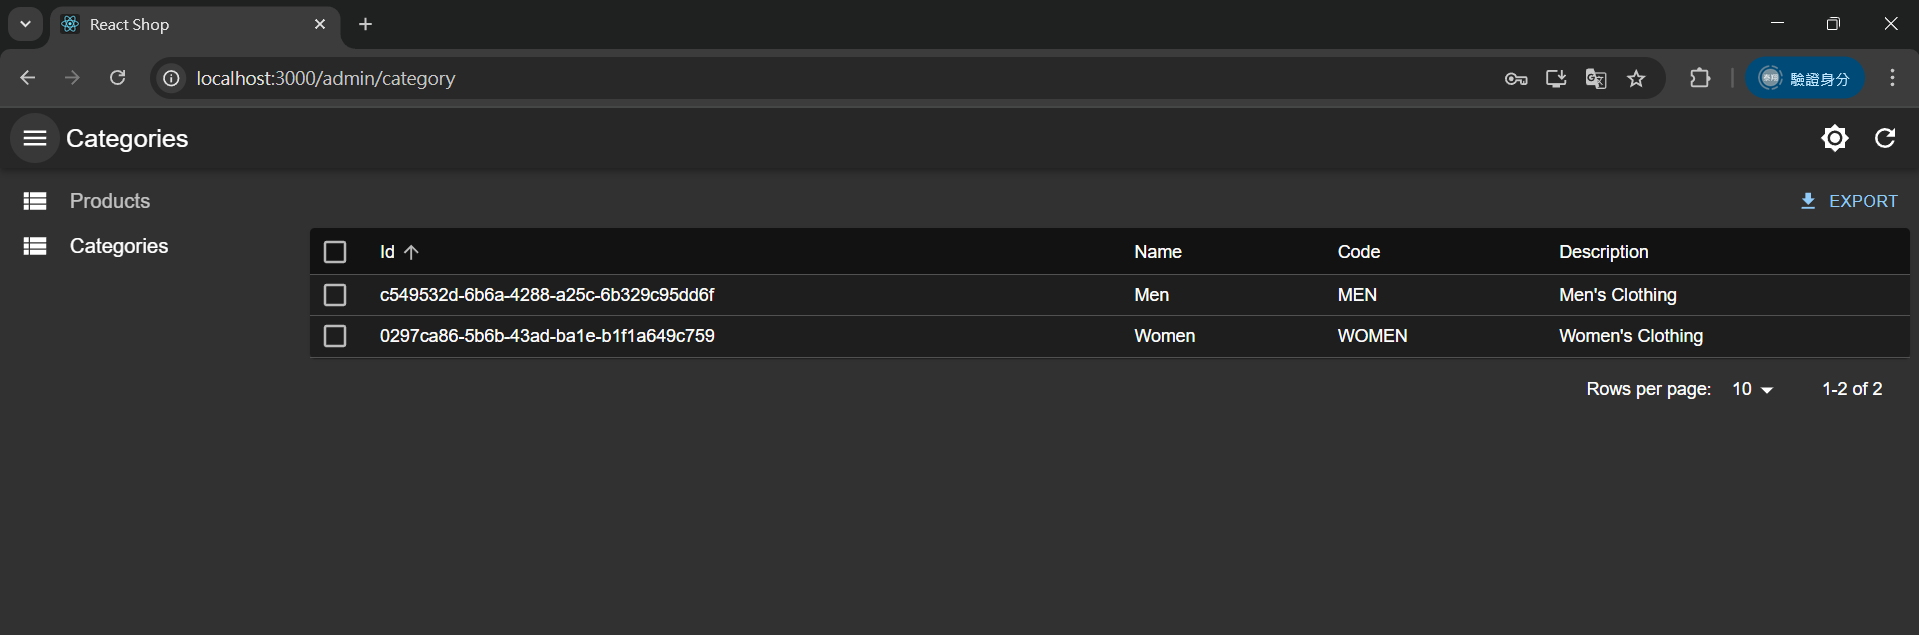 React Shop
localhost:3000/admin/category
驗證身分
Categories
Products
EXPORT
Categories
Id Name Code Description
c549532d-6b6a-4288-a25c-6b329c95dd6f Men MEN Men's Clothing
0297ca86-5b6b-43ad-ba1e-b1f1a649c759 Women WOMEN Women's Clothing
Rows per page: 10 1-2 of 2